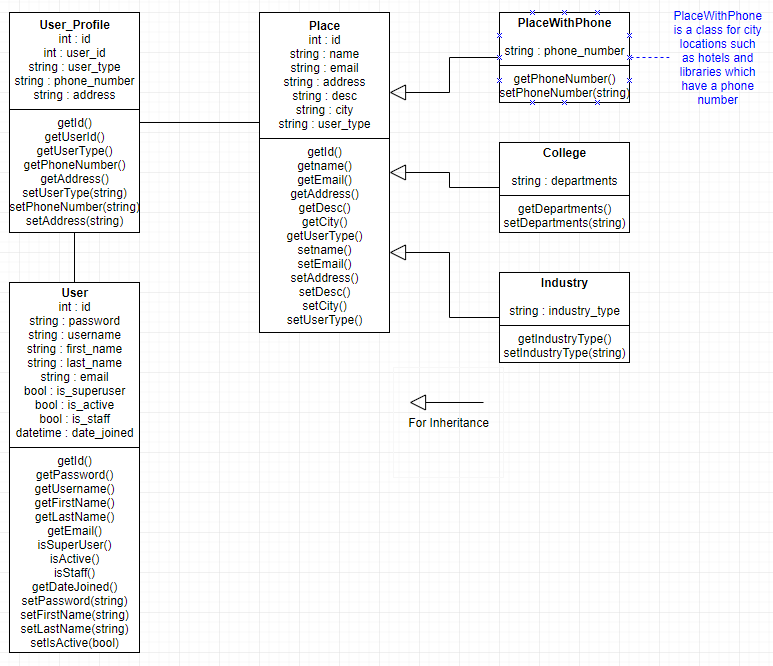 User_Profile
int : id
int : user_id
string : user_type
string : phone_number
string : address
getId()
getUserId()
getUserType()
getPhoneNumber()
getAddress()
setUserType(string)
setPhoneNumber(string)
setAddress(string)
User
int : id
string : password
string : username
string : first_name
string : last_name
string : email
bool : is_superuser
bool : is_active
bool : is_staff
datetime : date_joined
getId()
getPassword()
getUsername()
getFirstName()
getLastName()
getEmail()
isSuperUser()
isActive()
isStaff()
getDateJoined()
setPassword(string)
setFirstName(string)
setLastName(string)
setIsActive(bool)
Place
int : id
string : name
string : email
string : address
string : desc
string : city
string : user_type
getId()
getname()
getEmail()
getAddress()
getDesc()
getCity()
getUserType()
setname()
setEmail()
setAddress()
setDesc()
setCity()
setUserType()
PlaceWithPhone
string : phone_number
getPhoneNumber()
setPhoneNumber(string)
PlaceWithPhone
is a class for city
locations such
as hotels and
libraries which
have a phone
number
College
string : departments
getDepartments()
setDepartments(string)
Industry
string : industry_type
getIndustryType()
setIndustryType(string)
For Inheritance